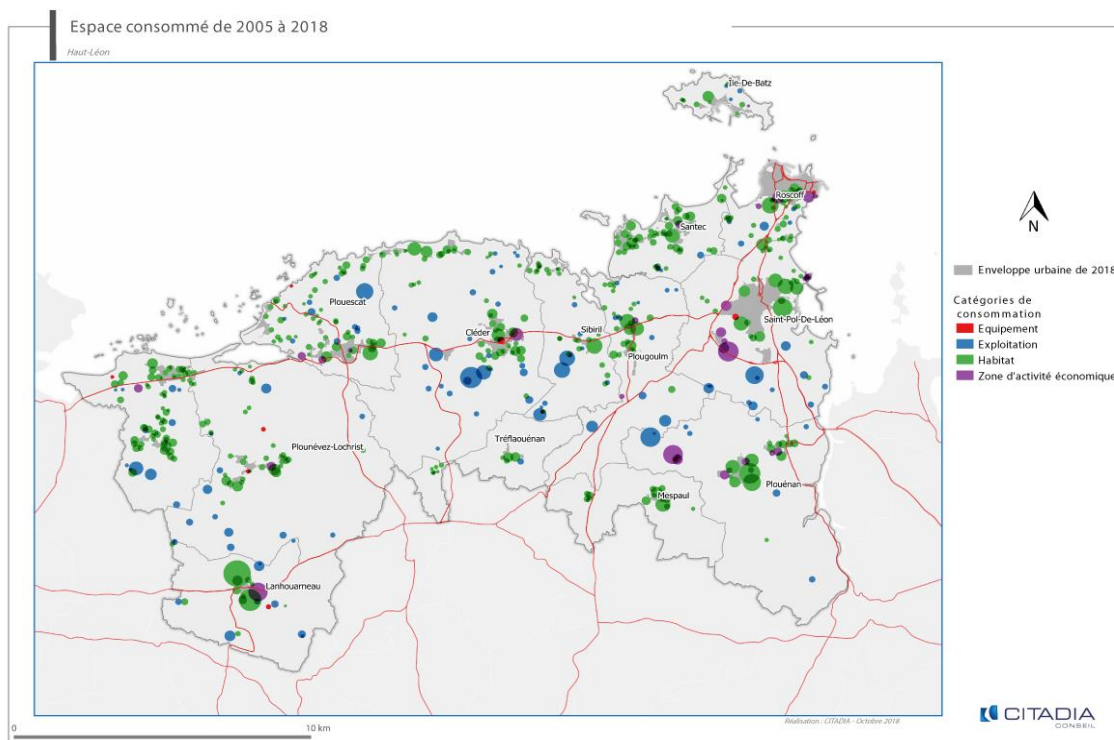 Espace consommé de 2005 à 2018
Haut-Léon
Île-De-Batz
Roscoff
Santec
Plouescat
Cléder
Sibiril
Saint-Pol-De-Léon
Plougoulm
Tréflaouénan
Plounévez-Lochrist
Mespaul
Plouénan
Lanhouarneau
N
Enveloppe urbaine de 2018
Catégories de
consommation
Equipement
Exploitation
Habitat
Zone d'activité économique
0
10 km
Réalisation : CITADIA - Octobre 2018
CITADIA
CONSEIL